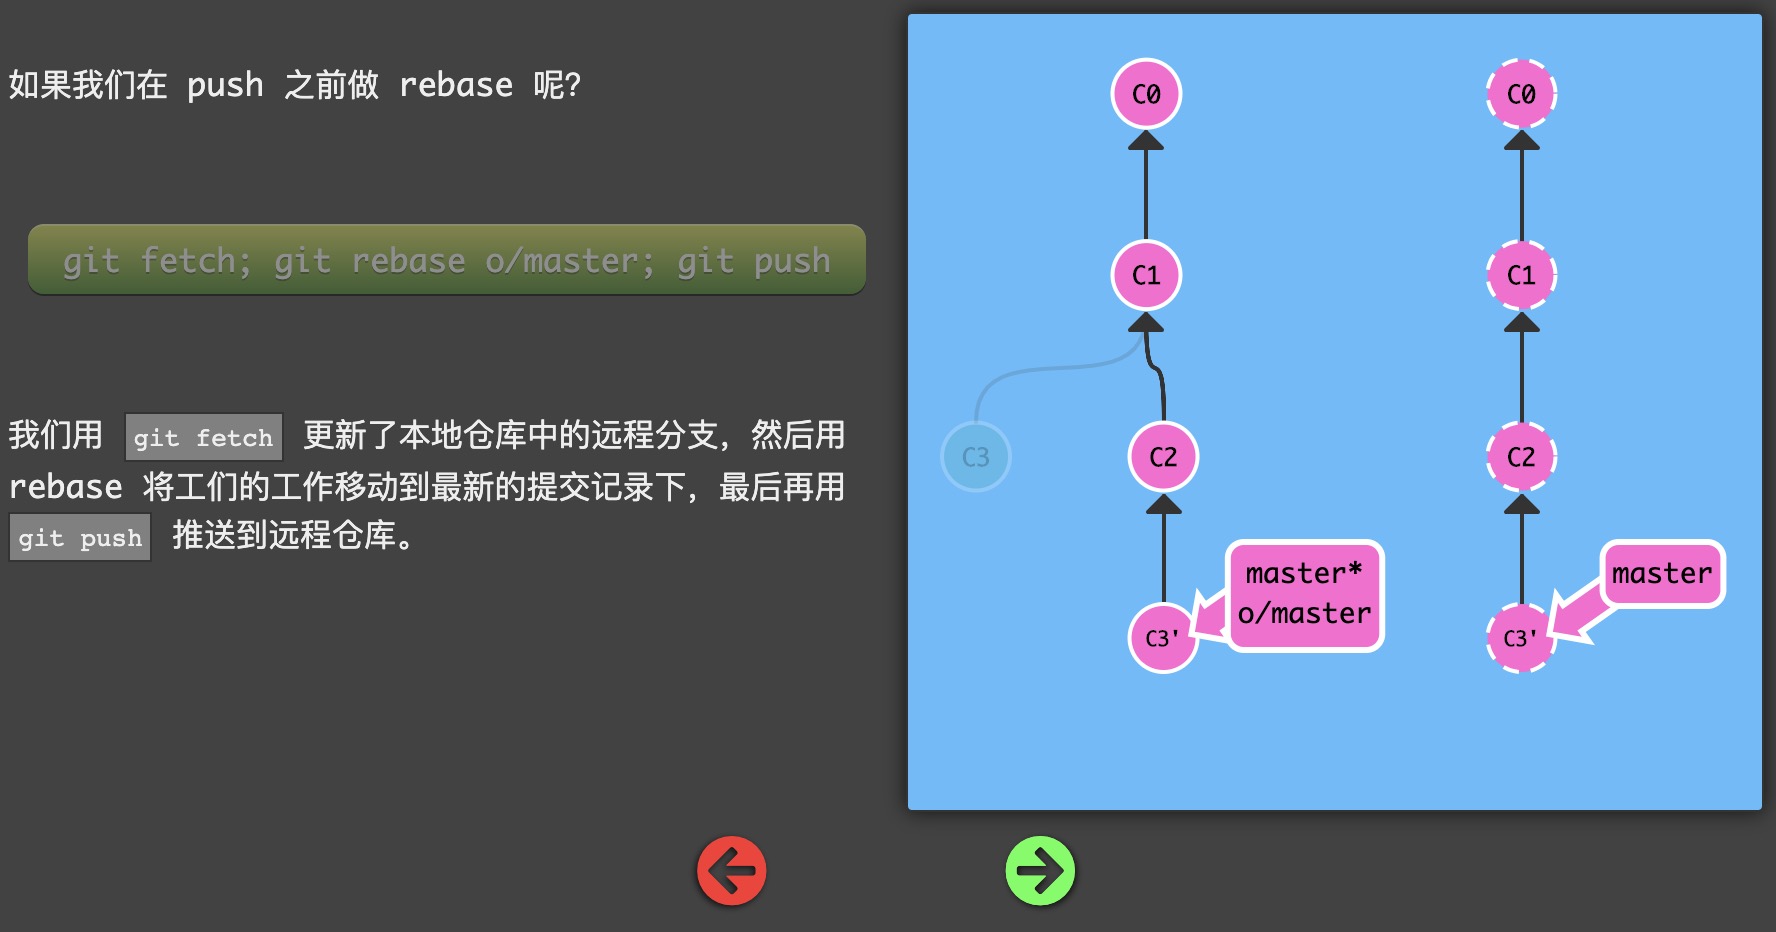 如果我们在 push 之前做 rebase 呢?
git fetch; git rebase o/master; git push
我们用 git fetch 更新了本地仓库中的远程分支，然后用
rebase 将工们的工作移动到最新的提交记录下，最后再用
git push 推送到远程仓库。
C0
C1
C3
C2
C3'
master*
o/master
C0
C1
C2
C3'
master